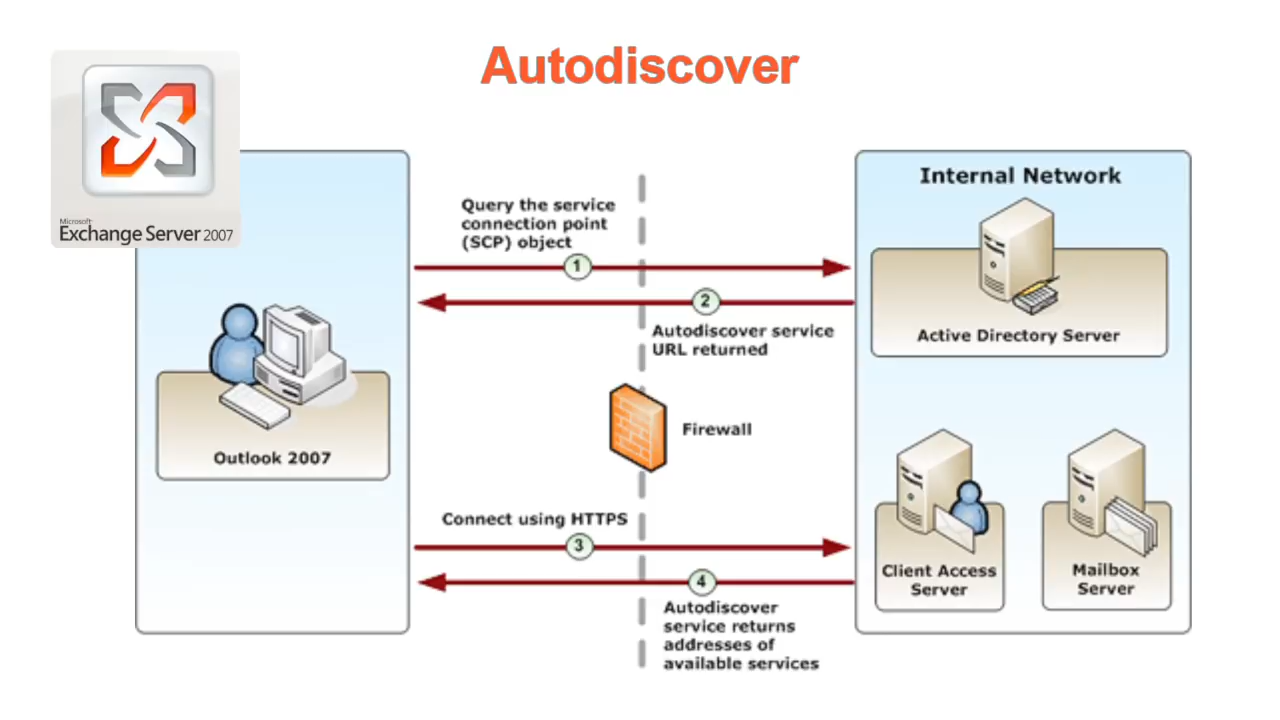 Autodiscover
Microsoft
Exchange Server 2007
Internal Network
Query the service
connection point
(SCP) object
1
2
Autodiscover service
URL returned
Active Directory Server
Firewall
Outlook 2007
Connect using HTTPS
3
4
Autodiscover
service returns
addresses of
available services
Client Access
Server
Mailbox
Server